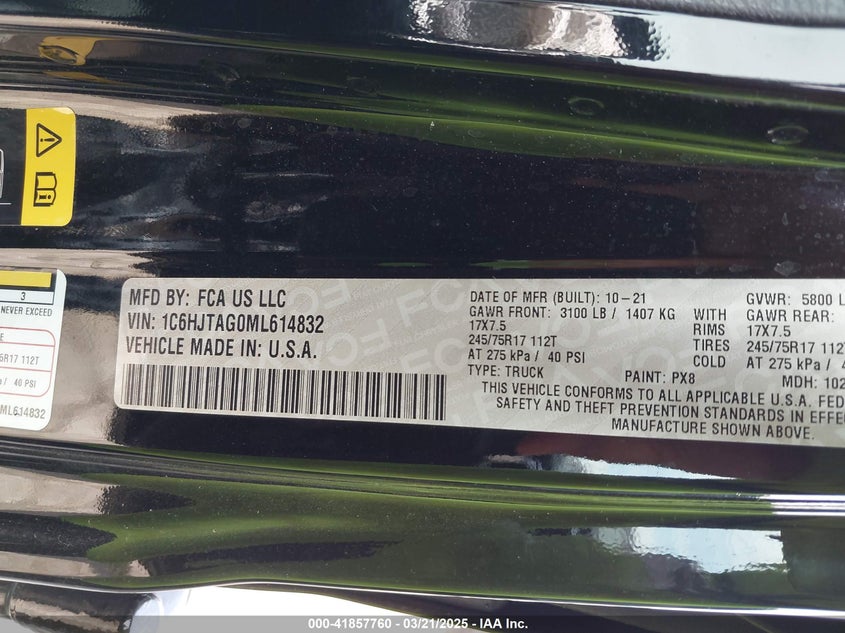 3
NEVER EXCEED
5R17 112T
/ 40 PSI
ML614832
MFD BY: FCA US LLC
VIN: 1C6HJTAG0ML614832
VEHICLE MADE IN: U.S.A.
DATE OF MFR (BUILT): 10-21
GAWR FRONT: 3100 LB / 1407 KG
17X7.5
245/75R17 112T
AT 275 kPa / 40 PSI
TYPE: TRUCK
PAINT: PX8
GVWR: 5800 L
WITH GAWR REAR:
RIMS 17X7.5
TIRES 245/75R17 112T
COLD AT 275 kPa / 4
MDH: 102
THIS VEHICLE CONFORMS TO ALL APPLICABLE U.S.A. FED
SAFETY AND THEFT PREVENTION STANDARDS IN EFFE
MANUFACTURE SHOWN ABOVE.
000-41857760 - 03/21/2025 - IAA Inc.